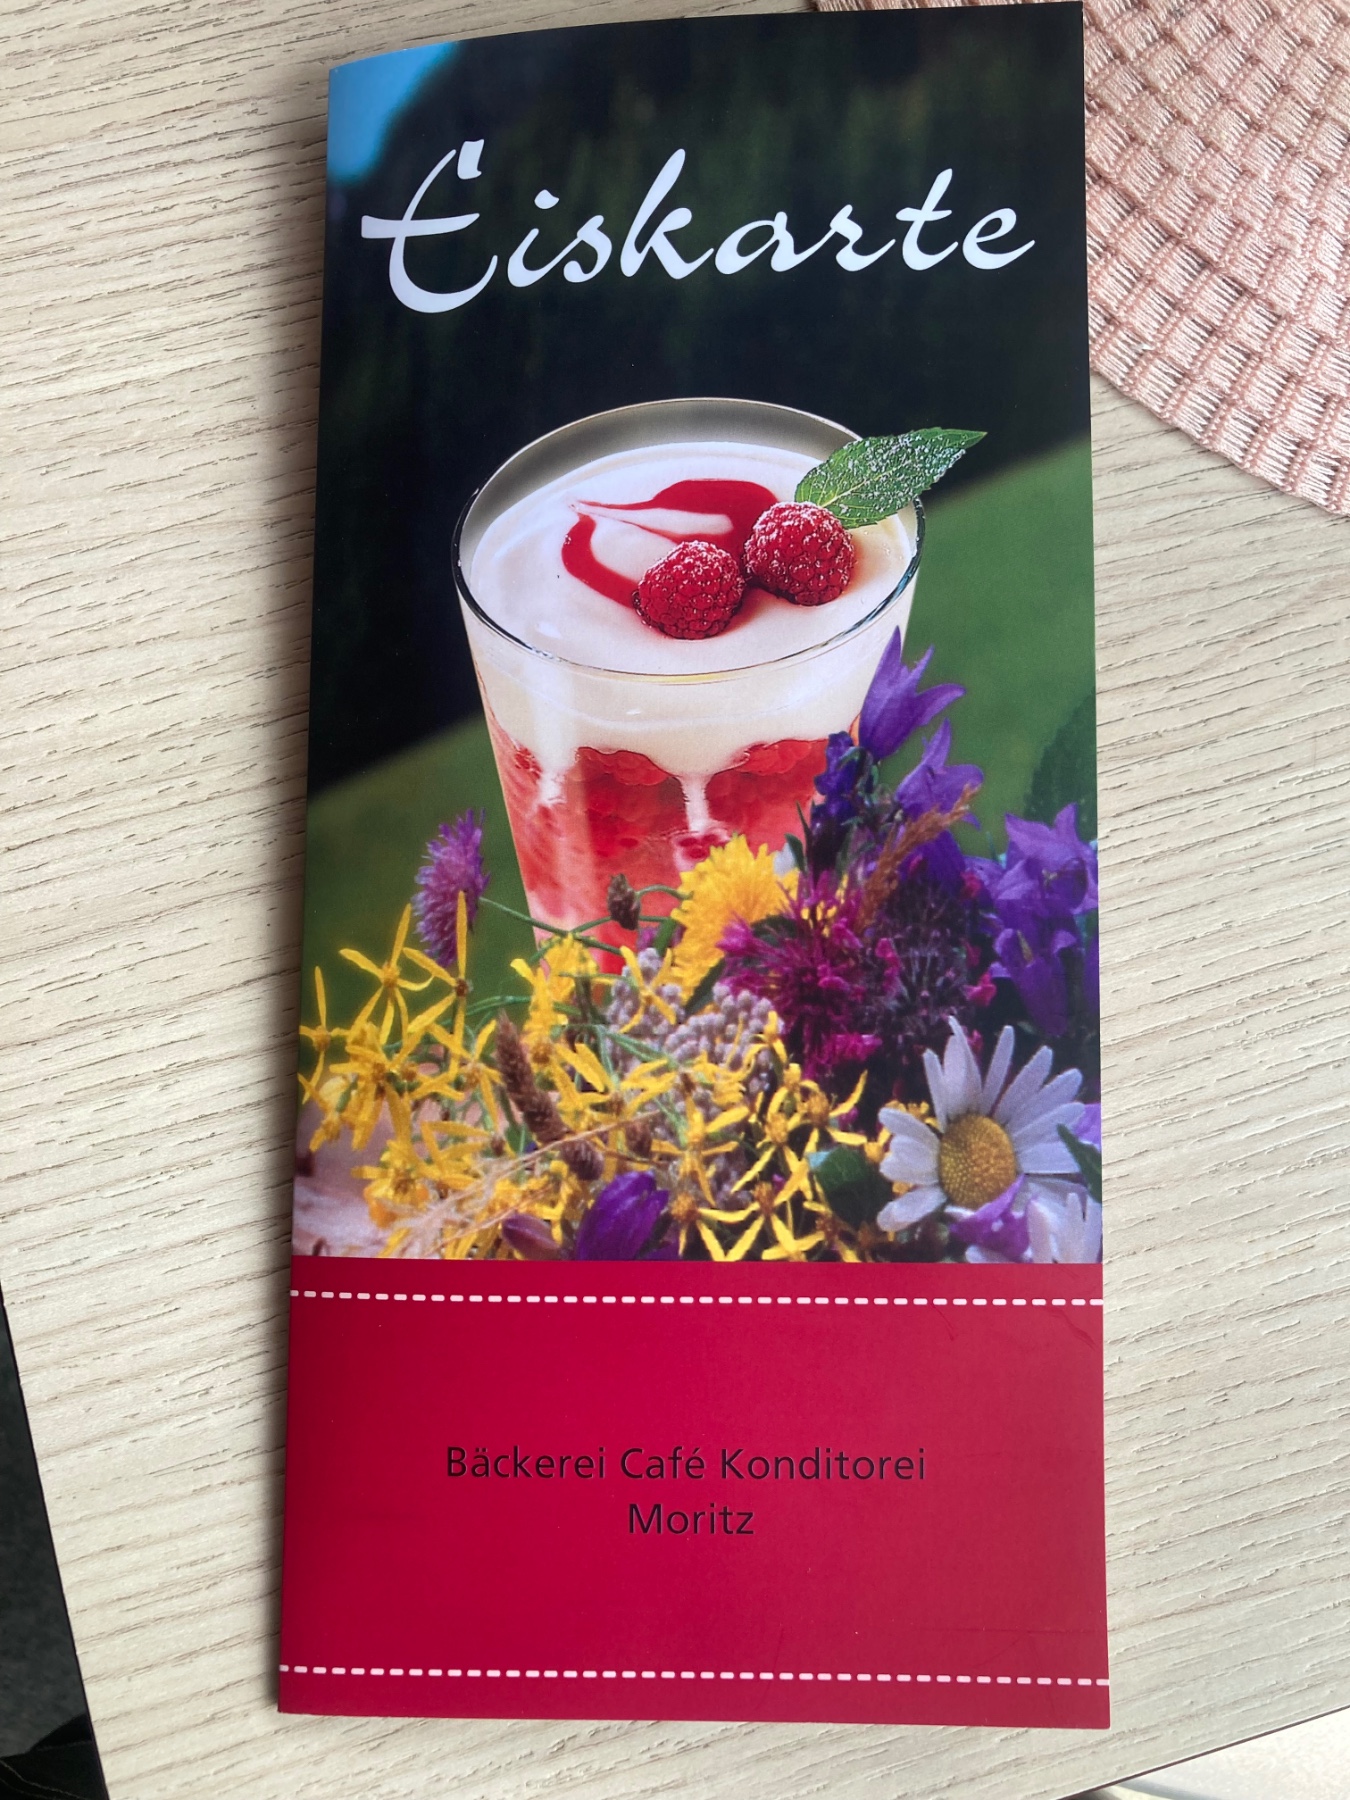 Eiskarte
Bäckerei Café Konditorei
Moritz